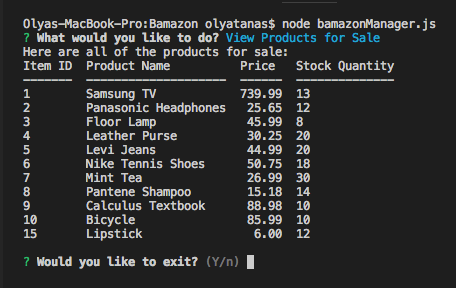 Olyas-MacBook-Pro:Bamazon olyatanas$ node bamazonManager.js
? What would you like to do? View Products for Sale
Here are all of the products for sale:
Item ID  Product Name          Price   Stock Quantity
-------  --------------------  ------  --------------
1        Samsung TV            739.99  13
2        Panasonic Headphones   25.65  12
3        Floor Lamp             45.99  8
4        Leather Purse          30.25  20
5        Levi Jeans             44.99  20
6        Nike Tennis Shoes      50.75  18
7        Mint Tea               26.99  30
8        Pantene Shampoo        15.18  14
9        Calculus Textbook      88.98  10
10       Bicycle                85.99  10
15       Lipstick                6.00  12
? Would you like to exit? (Y/n)